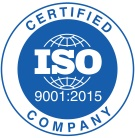 CERTIFIED
ISO
9001:2015
COMPANY